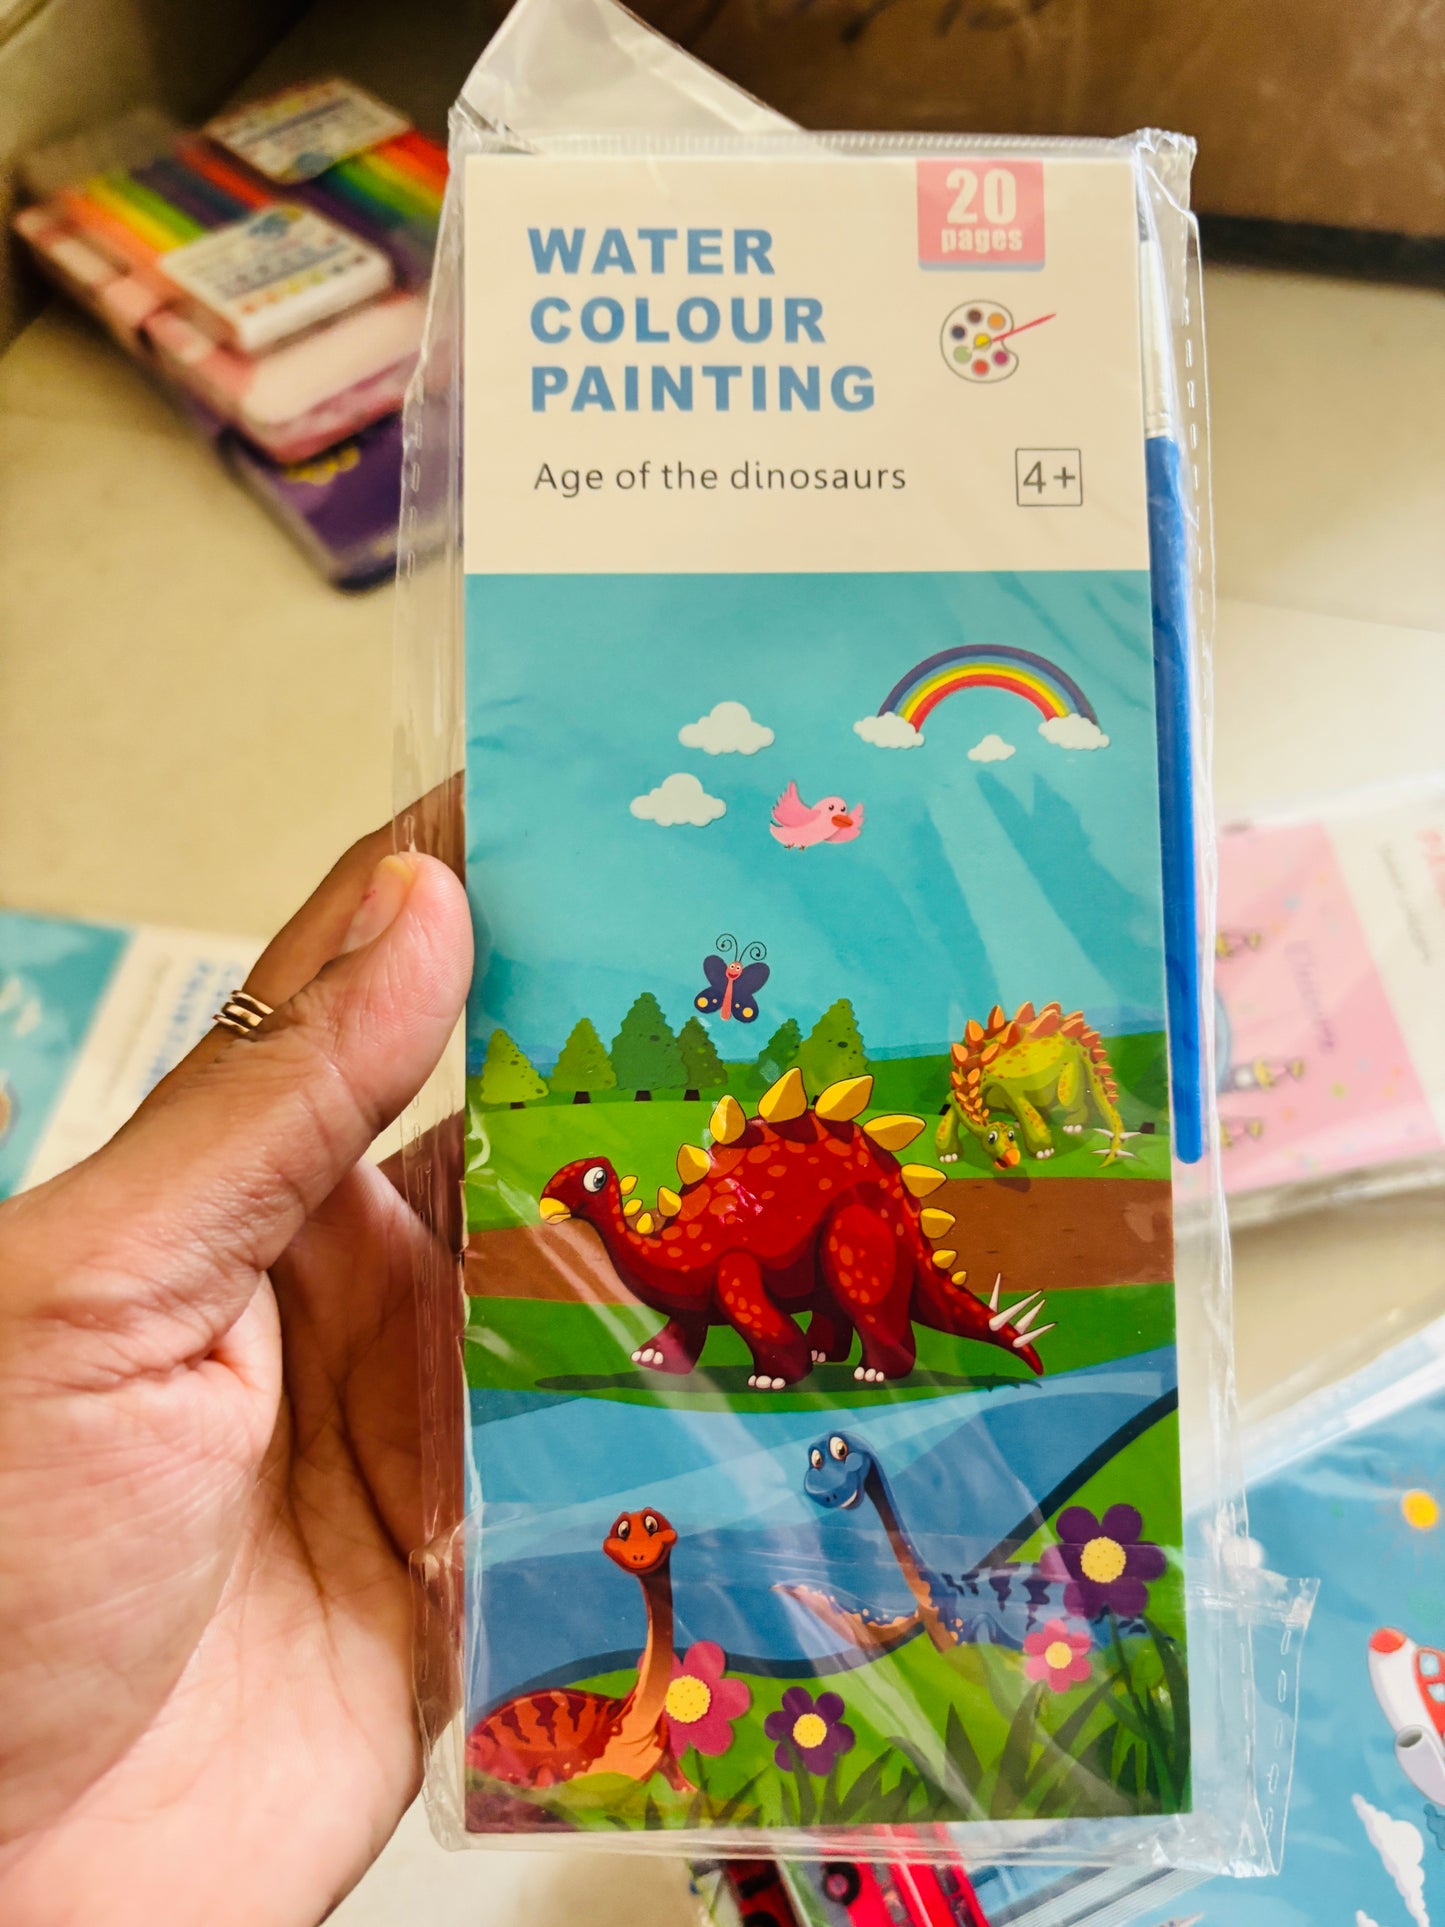 20
pages
WATER
COLOUR
PAINTING
Age of the dinosaurs
4+